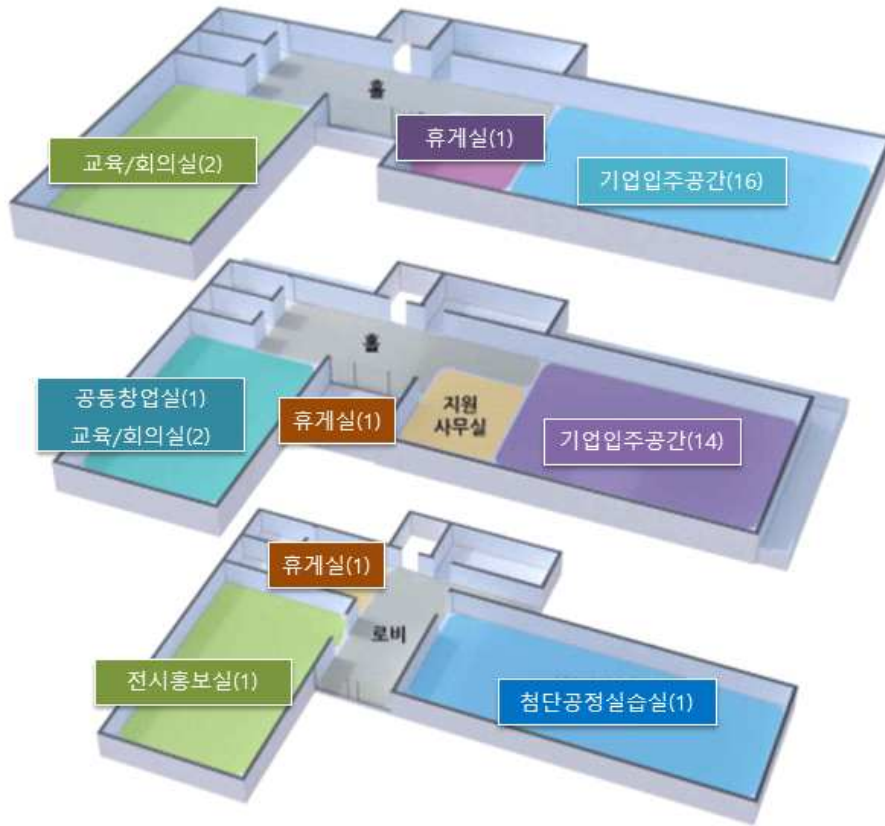 홀
교육/회의실(2)
휴게실(1)
기업입주공간(16)
홀
공동창업실(1)
교육/회의실(2)
휴게실(1)
지원
사무실
기업입주공간(14)
휴게실(1)
로비
전시홍보실(1)
첨단공정실습실(1)